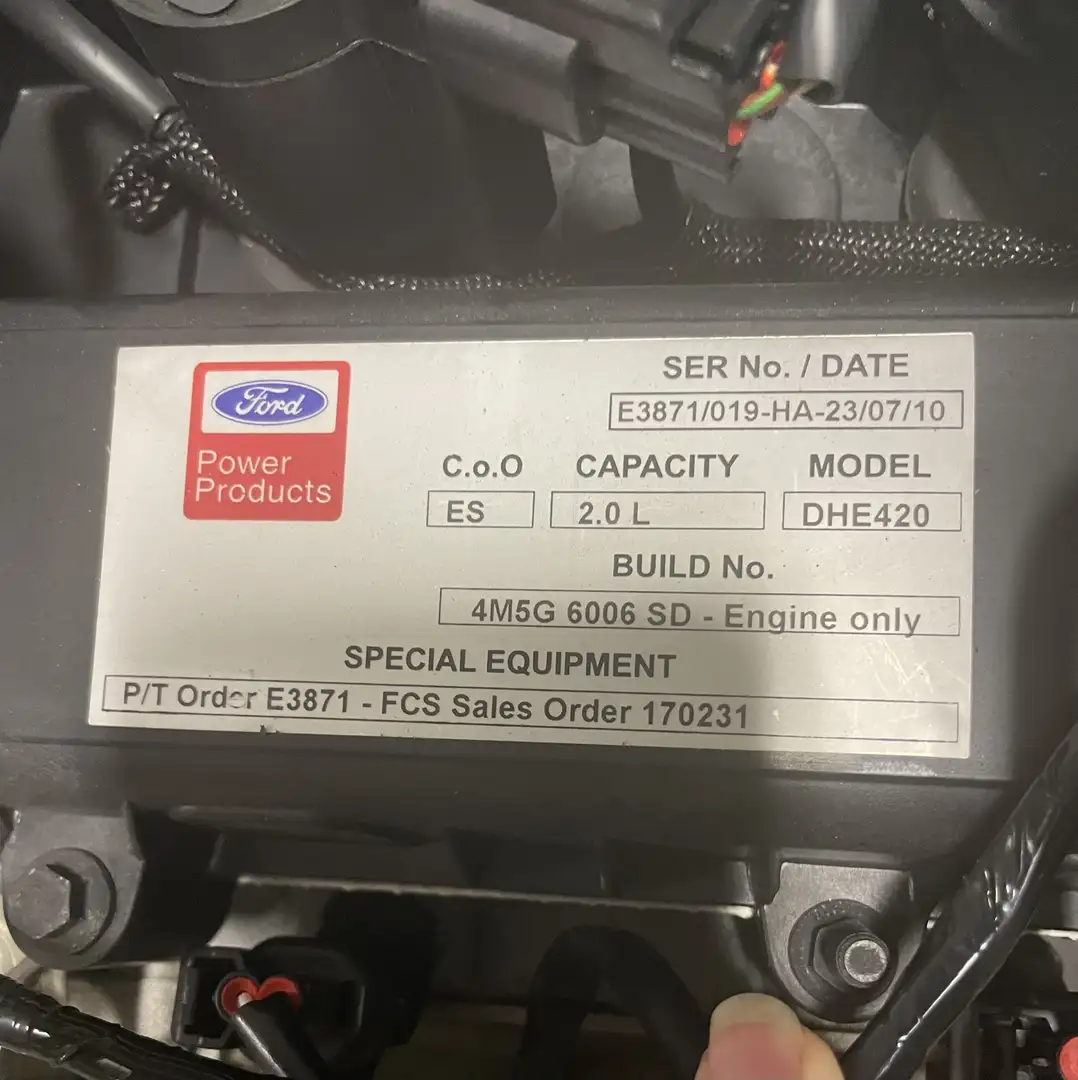 Ford
Power
Products
SER No. / DATE
E3871/019-HA-23/07/10
C.o.O CAPACITY MODEL
ES 2.0 L DHE420
BUILD No.
4M5G 6006 SD - Engine only
SPECIAL EQUIPMENT
P/T Order E3871 - FCS Sales Order 170231